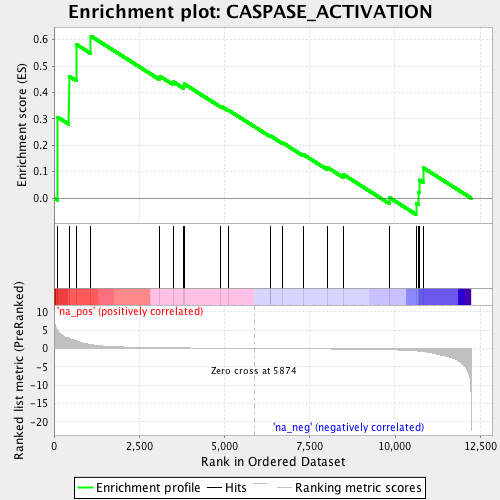 Enrichment plot: CASPASE_ACTIVATION
Enrichment score (ES)
0.6
0.5
0.4
0.3
0.2
0.1
0.0
'na_pos' (positively correlated)
Ranked list metric (PreRanked)
10
5
0
-5
-10
-15
-20
Zero cross at 5874
'na_neg' (negatively correlated)
0
2,500
5,000
7,500
10,000
12,500
Rank in Ordered Dataset
Enrichment profile
Hits
Ranking metric scores